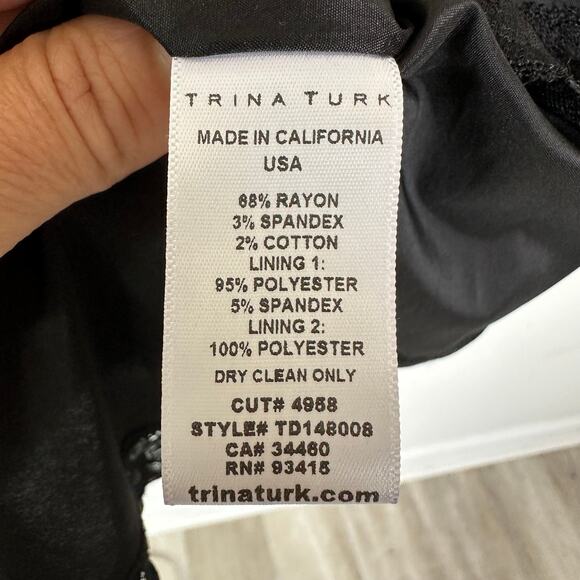 TRINA TURK
MADE IN CALIFORNIA
USA
68% RAYON
3% SPANDEX
2% COTTON
LINING 1:
95% POLYESTER
5% SPANDEX
LINING 2:
100% POLYESTER
DRY CLEAN ONLY
CUT# 4958
STYLE# TD148008
CA# 34460
RN# 93415
trinaturk.com